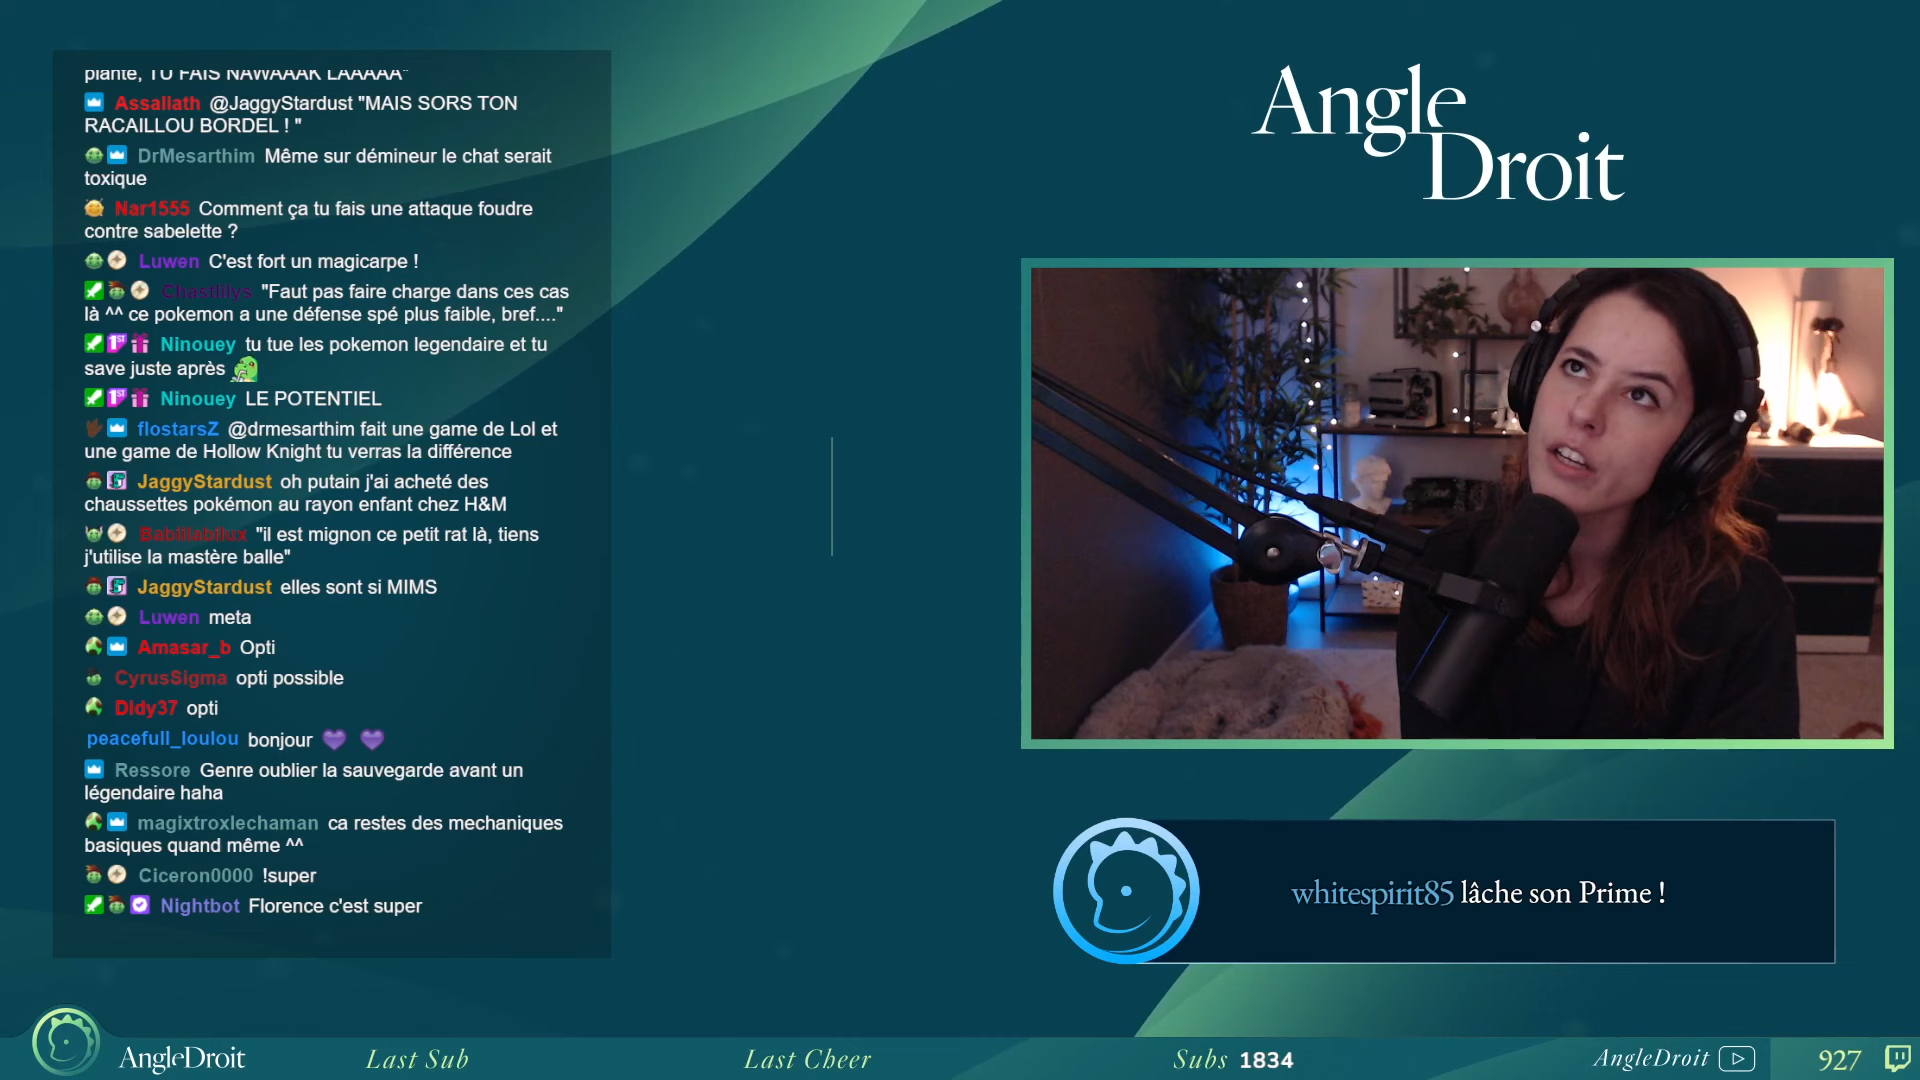 plante, TU FAIS NAWAAAK LAAAAA"
Assaliath @JaggyStardust "MAIS SORS TON
RACAILLOU BORDEL ! "
DrMesarthim Même sur démineur le chat serait
toxique
Nar1555 Comment ça tu fais une attaque foudre
contre sabelette ?
Luwen C'est fort un magicarpe !
Chastilys "Faut pas faire charge dans ces cas
là ^^ ce pokemon a une défense spé plus faible, bref...."
Ninouey tu tue les pokemon legendaire et tu
save juste après
Ninouey LE POTENTIEL
flostarsZ @drmesarthim fait une game de Lol et
une game de Hollow Knight tu verras la différence
JaggyStardust oh putain j'ai acheté des
chaussettes pokémon au rayon enfant chez H&M
"il est mignon ce petit rat là, tiens
j'utilise la mastère balle"
JaggyStardust elles sont si MIMS
Luwen meta
Amasar_b Opti
CyrusSigma opti possible
Didy37 opti
peacefull_loulou bonjour
Ressore Genre oublier la sauvegarde avant un
légendaire haha
magixtroxlechaman ca restes des mechaniques
basiques quand même ^^
Ciceron0000 !super
Nightbot Florence c'est super
Angle
Droit
whitespirit85 lâche son Prime !
AngleDroit
Last Sub
Last Cheer
Subs 1834
AngleDroit
927